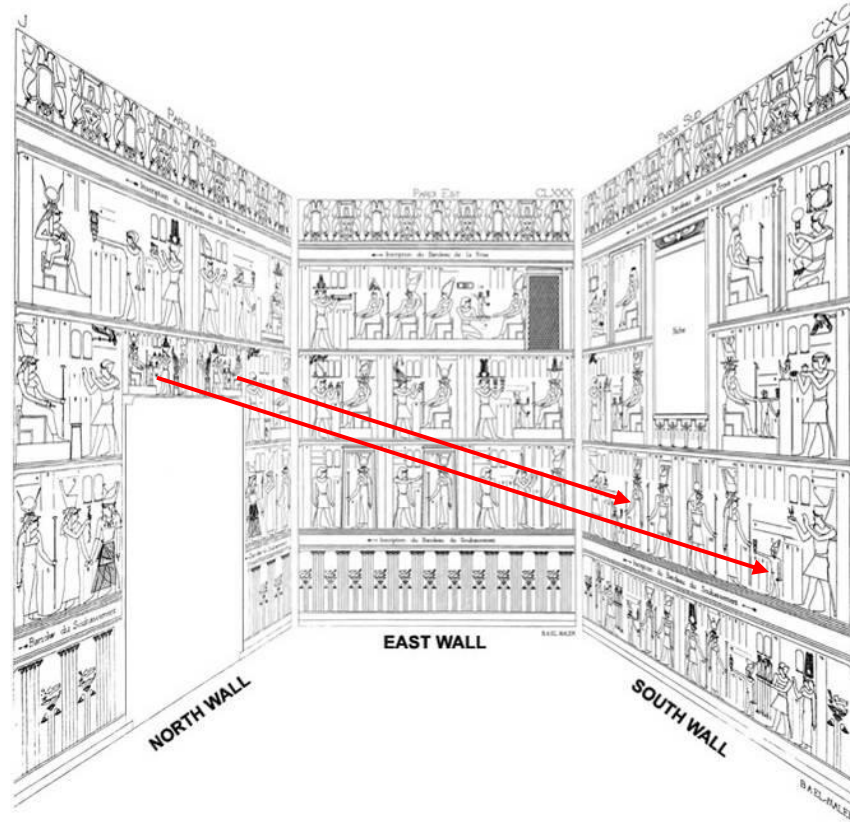 J
CXC
PAROI NORD
PAROI EST
CLXXX
PAROI SUD
Inscription du Bandeau de la Frise
Inscription du Bandeau de la Frise
Inscription du Bandeau de la Frise
Niche
Inscription du Bandeau du Soubassement
Inscription du Bandeau du Soubassement
Bandeau du Soubassement
EAST WALL
NORTH WALL
SOUTH WALL